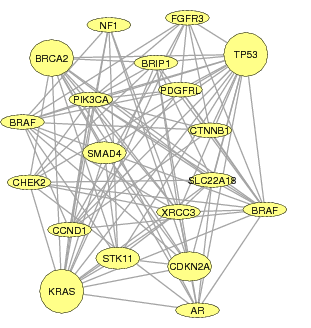 FGFR3
NF1
TP53
BRCA2
BRIP1
PDGFRL
PIK3CA
BRAF
CTNNB1
SMAD4
CHEK2
SLC22A18
XRCC3
BRAF
CCND1
STK11
CDKN2A
KRAS
AR